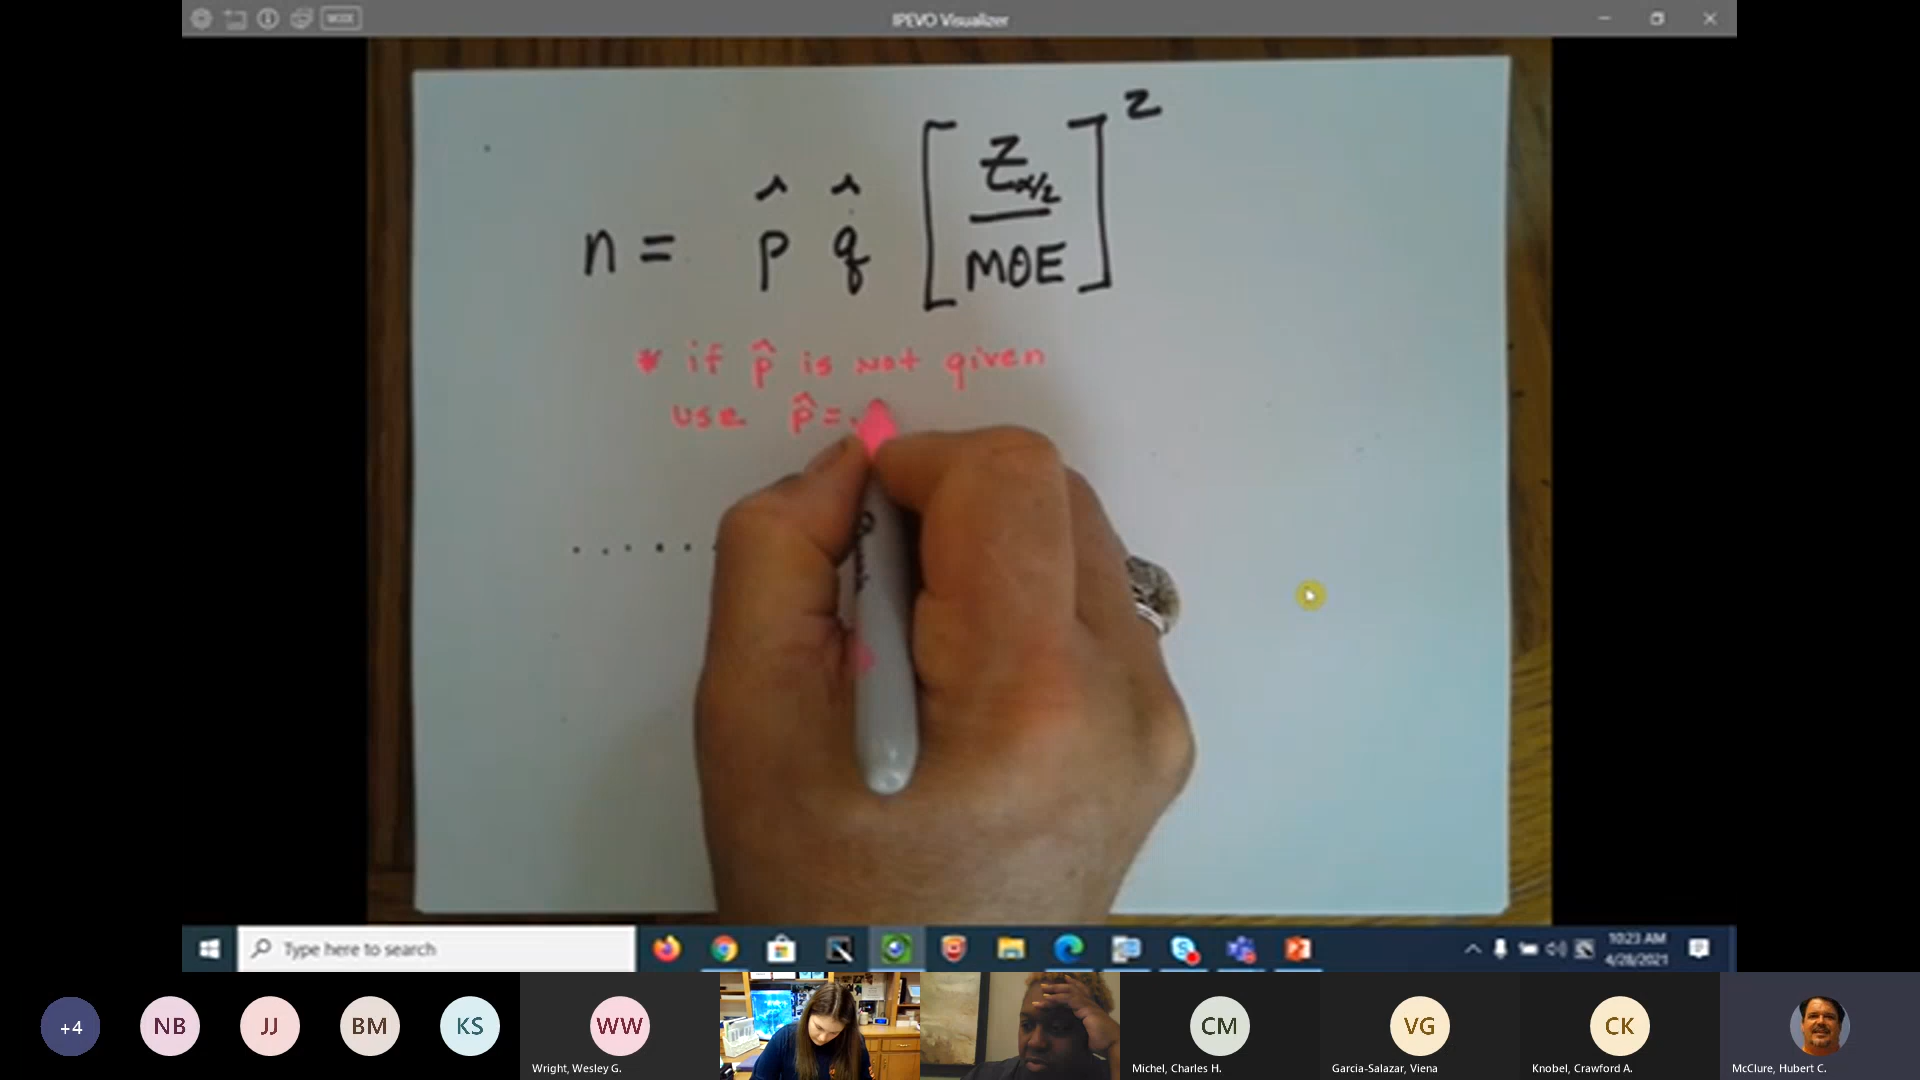 IPEVO Visualizer
2
Z α/2
^ ^
n = p q [ ]
MOE
* if p̂ is not given
use p̂ = .
Type here to search
10:23 AM
4/28/2021
+4
NB
JJ
BM
KS
WW
CM
VG
CK
Wright, Wesley G.
Michel, Charles H.
Garcia-Salazar, Viena
Knobel, Crawford A.
McClure, Hubert C.